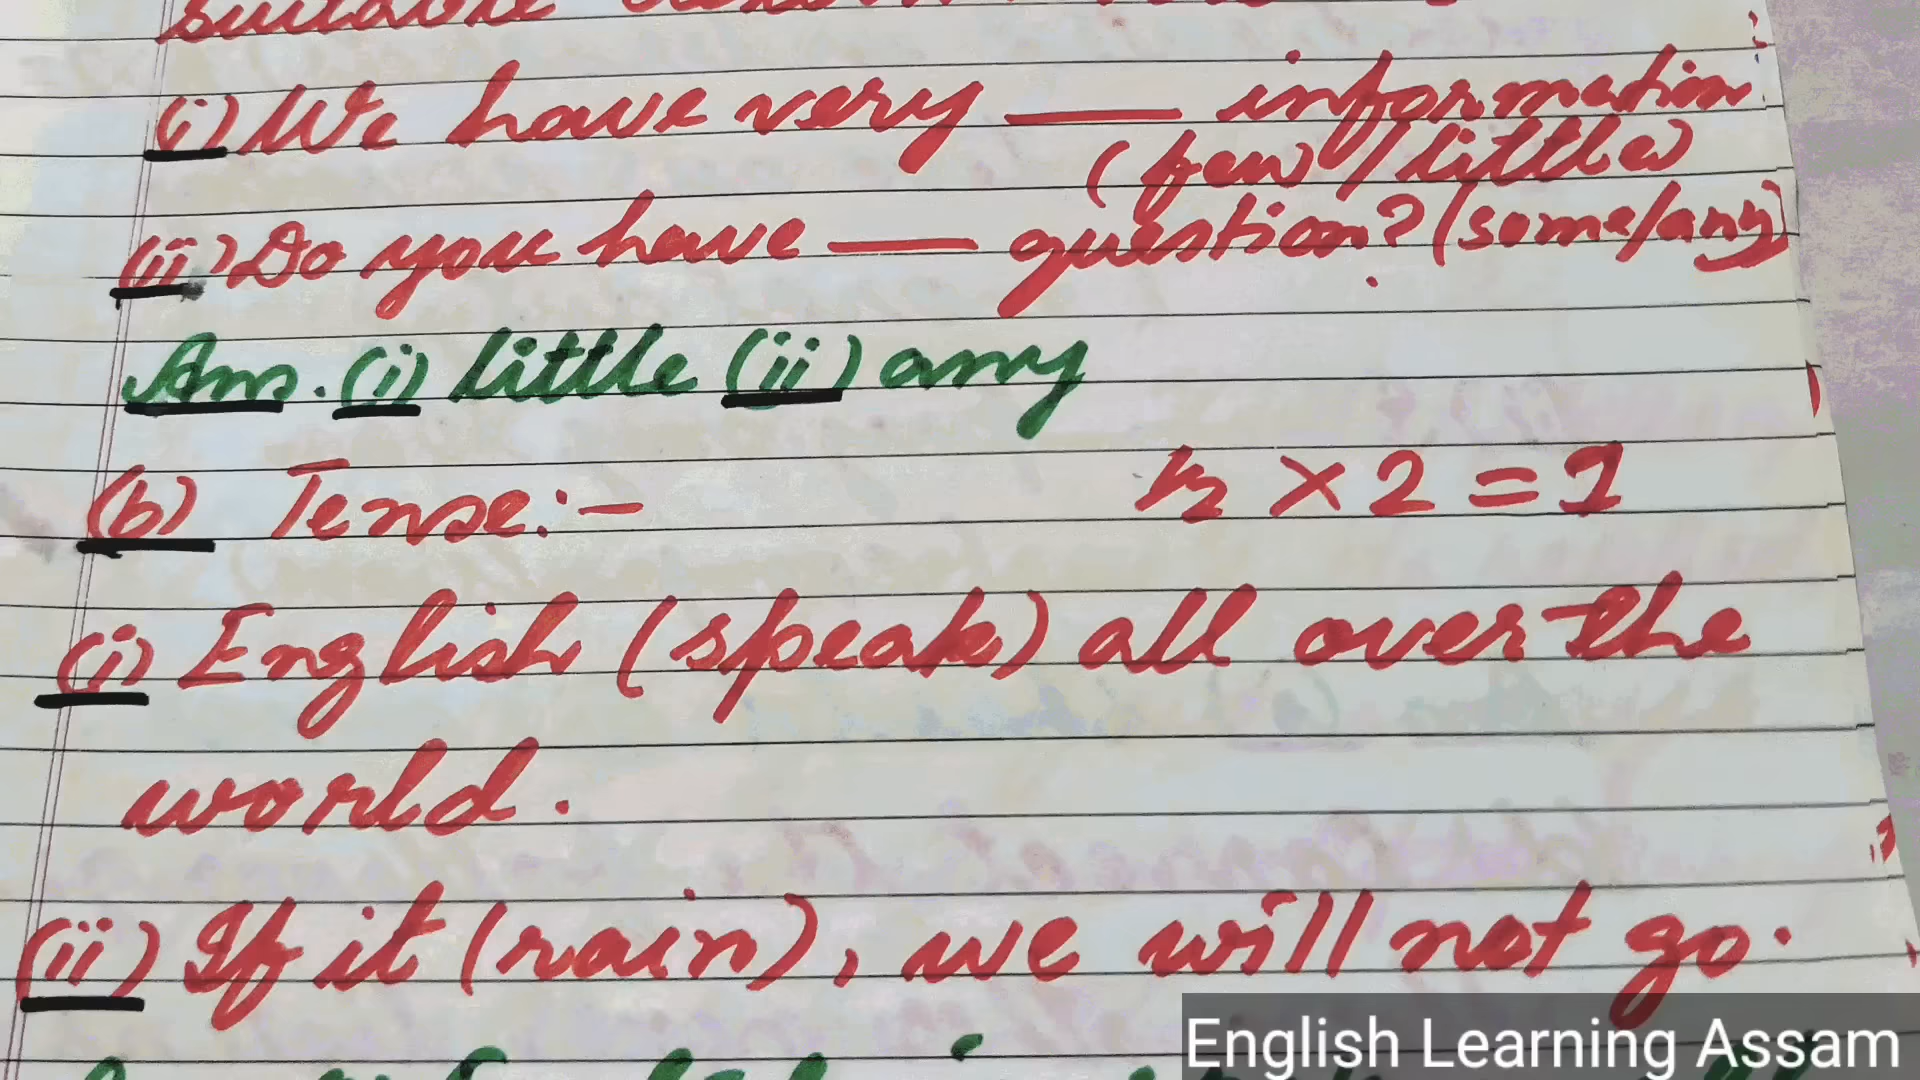 suitable
(i) We have very ___ information
(few/little)
(ii) Do you have ___ question? (some/any)
Ans. (i) little (ii) any
(b) Tense:- ½ × 2 = 1
(i) English (speak) all over the
world.
(ii) If it (rain), we will not go.
English Learning Assam